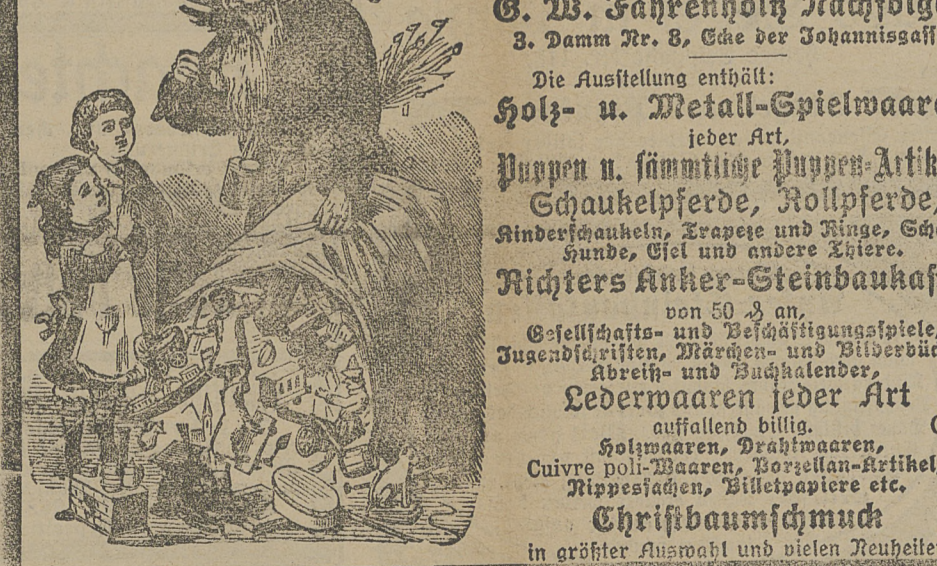 G. W. Fahrenholtz Nachfolge
3. Damm Nr. 8, Ecke der Johannisgass
Die Ausstellung enthält:
Holz- u. Metall-Spielwaare
jeder Art,
Puppen u. sämmtliche Puppen-Artik
Schaukelpferde, Rollpferde,
Kinderschaukeln, Trapeze und Ringe, Sch
Hunde, Esel und andere Thiere.
Richters Anker-Steinbaukas
von 50 ₰ an,
Gesellschafts- und Beschäftigungsspiele,
Jugendschriften, Märchen- und Bilderbüc
Abreiß- und Buchkalender,
Lederwaaren jeder Art
auffallend billig.
Holzwaaren, Drahtwaaren,
Cuivre poli-Waaren, Porzellan-Artikel
Nippessachen, Billetpapiere etc.
Christbaumschmuck
in größter Auswahl und vielen Neuheite